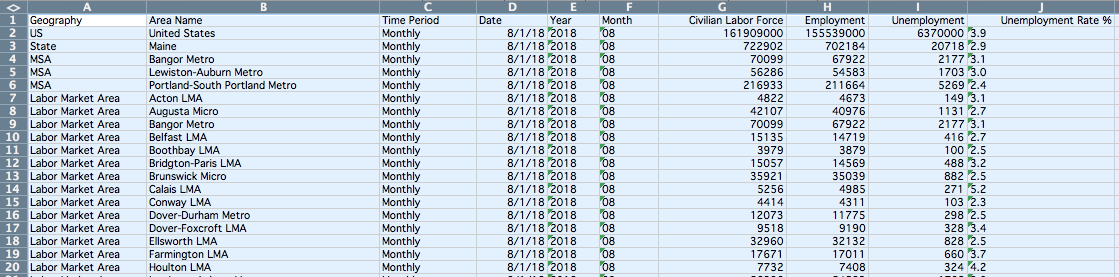 A B C D E F G H I J
1 Geography Area Name Time Period Date Year Month Civilian Labor Force Employment Unemployment Unemployment Rate %
2 US United States Monthly 8/1/18 2018 08 161909000 155539000 6370000 3.9
3 State Maine Monthly 8/1/18 2018 08 722902 702184 20718 2.9
4 MSA Bangor Metro Monthly 8/1/18 2018 08 70099 67922 2177 3.1
5 MSA Lewiston-Auburn Metro Monthly 8/1/18 2018 08 56286 54583 1703 3.0
6 MSA Portland-South Portland Metro Monthly 8/1/18 2018 08 216933 211664 5269 2.4
7 Labor Market Area Acton LMA Monthly 8/1/18 2018 08 4822 4673 149 3.1
8 Labor Market Area Augusta Micro Monthly 8/1/18 2018 08 42107 40976 1131 2.7
9 Labor Market Area Bangor Metro Monthly 8/1/18 2018 08 70099 67922 2177 3.1
10 Labor Market Area Belfast LMA Monthly 8/1/18 2018 08 15135 14719 416 2.7
11 Labor Market Area Boothbay LMA Monthly 8/1/18 2018 08 3979 3879 100 2.5
12 Labor Market Area Bridgton-Paris LMA Monthly 8/1/18 2018 08 15057 14569 488 3.2
13 Labor Market Area Brunswick Micro Monthly 8/1/18 2018 08 35921 35039 882 2.5
14 Labor Market Area Calais LMA Monthly 8/1/18 2018 08 5256 4985 271 5.2
15 Labor Market Area Conway LMA Monthly 8/1/18 2018 08 4414 4311 103 2.3
16 Labor Market Area Dover-Durham Metro Monthly 8/1/18 2018 08 12073 11775 298 2.5
17 Labor Market Area Dover-Foxcroft LMA Monthly 8/1/18 2018 08 9518 9190 328 3.4
18 Labor Market Area Ellsworth LMA Monthly 8/1/18 2018 08 32960 32132 828 2.5
19 Labor Market Area Farmington LMA Monthly 8/1/18 2018 08 17671 17011 660 3.7
20 Labor Market Area Houlton LMA Monthly 8/1/18 2018 08 7732 7408 324 4.2